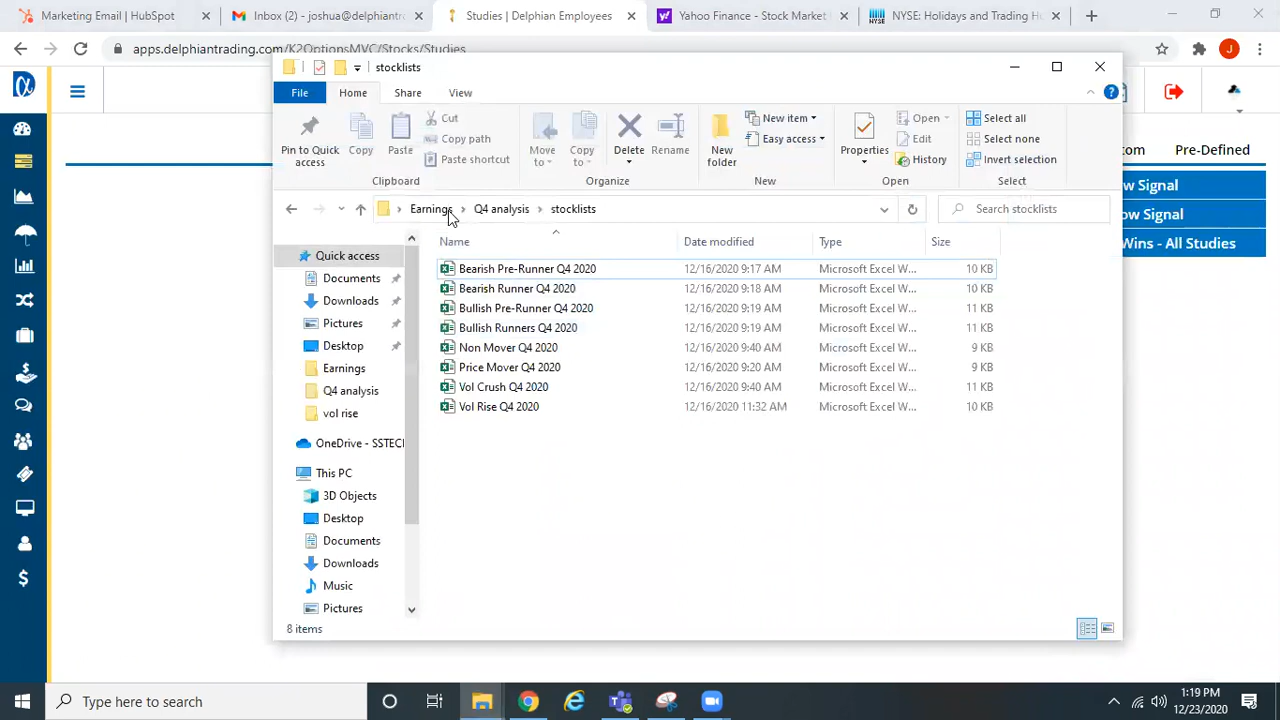 Marketing Email | HubSpot
Inbox (2) - joshua@delphianv
Studies | Delphian Employees
Yahoo Finance - Stock Market
NYSE: Holidays and Trading Hou
apps.delphiantrading.com/K2OptionsMVC/Stocks/Studies
J
stocklists
File
Home
Share
View
Pin to Quick access
Copy
Paste
Cut
Copy path
Paste shortcut
Clipboard
Move to
Copy to
Delete
Rename
Organize
New folder
New item
Easy access
New
Properties
Open
Edit
History
Open
Select all
Select none
Invert selection
Select
com
Pre-Defined
ow Signal
ow Signal
Wins - All Studies
Earnings
Q4 analysis
stocklists
Search stocklists
Name
Date modified
Type
Size
Bearish Pre-Runner Q4 2020 12/16/2020 9:17 AM Microsoft Excel W... 10 KB
Bearish Runner Q4 2020 12/16/2020 9:18 AM Microsoft Excel W... 10 KB
Bullish Pre-Runner Q4 2020 12/16/2020 9:19 AM Microsoft Excel W... 11 KB
Bullish Runners Q4 2020 12/16/2020 9:19 AM Microsoft Excel W... 11 KB
Non Mover Q4 2020 12/16/2020 9:40 AM Microsoft Excel W... 9 KB
Price Mover Q4 2020 12/16/2020 9:20 AM Microsoft Excel W... 9 KB
Vol Crush Q4 2020 12/16/2020 9:40 AM Microsoft Excel W... 11 KB
Vol Rise Q4 2020 12/16/2020 11:32 AM Microsoft Excel W... 10 KB
Quick access
Documents
Downloads
Pictures
Desktop
Earnings
Q4 analysis
vol rise
OneDrive - SSTECH
This PC
3D Objects
Desktop
Documents
Downloads
Music
Pictures
8 items
Type here to search
1:19 PM
12/23/2020